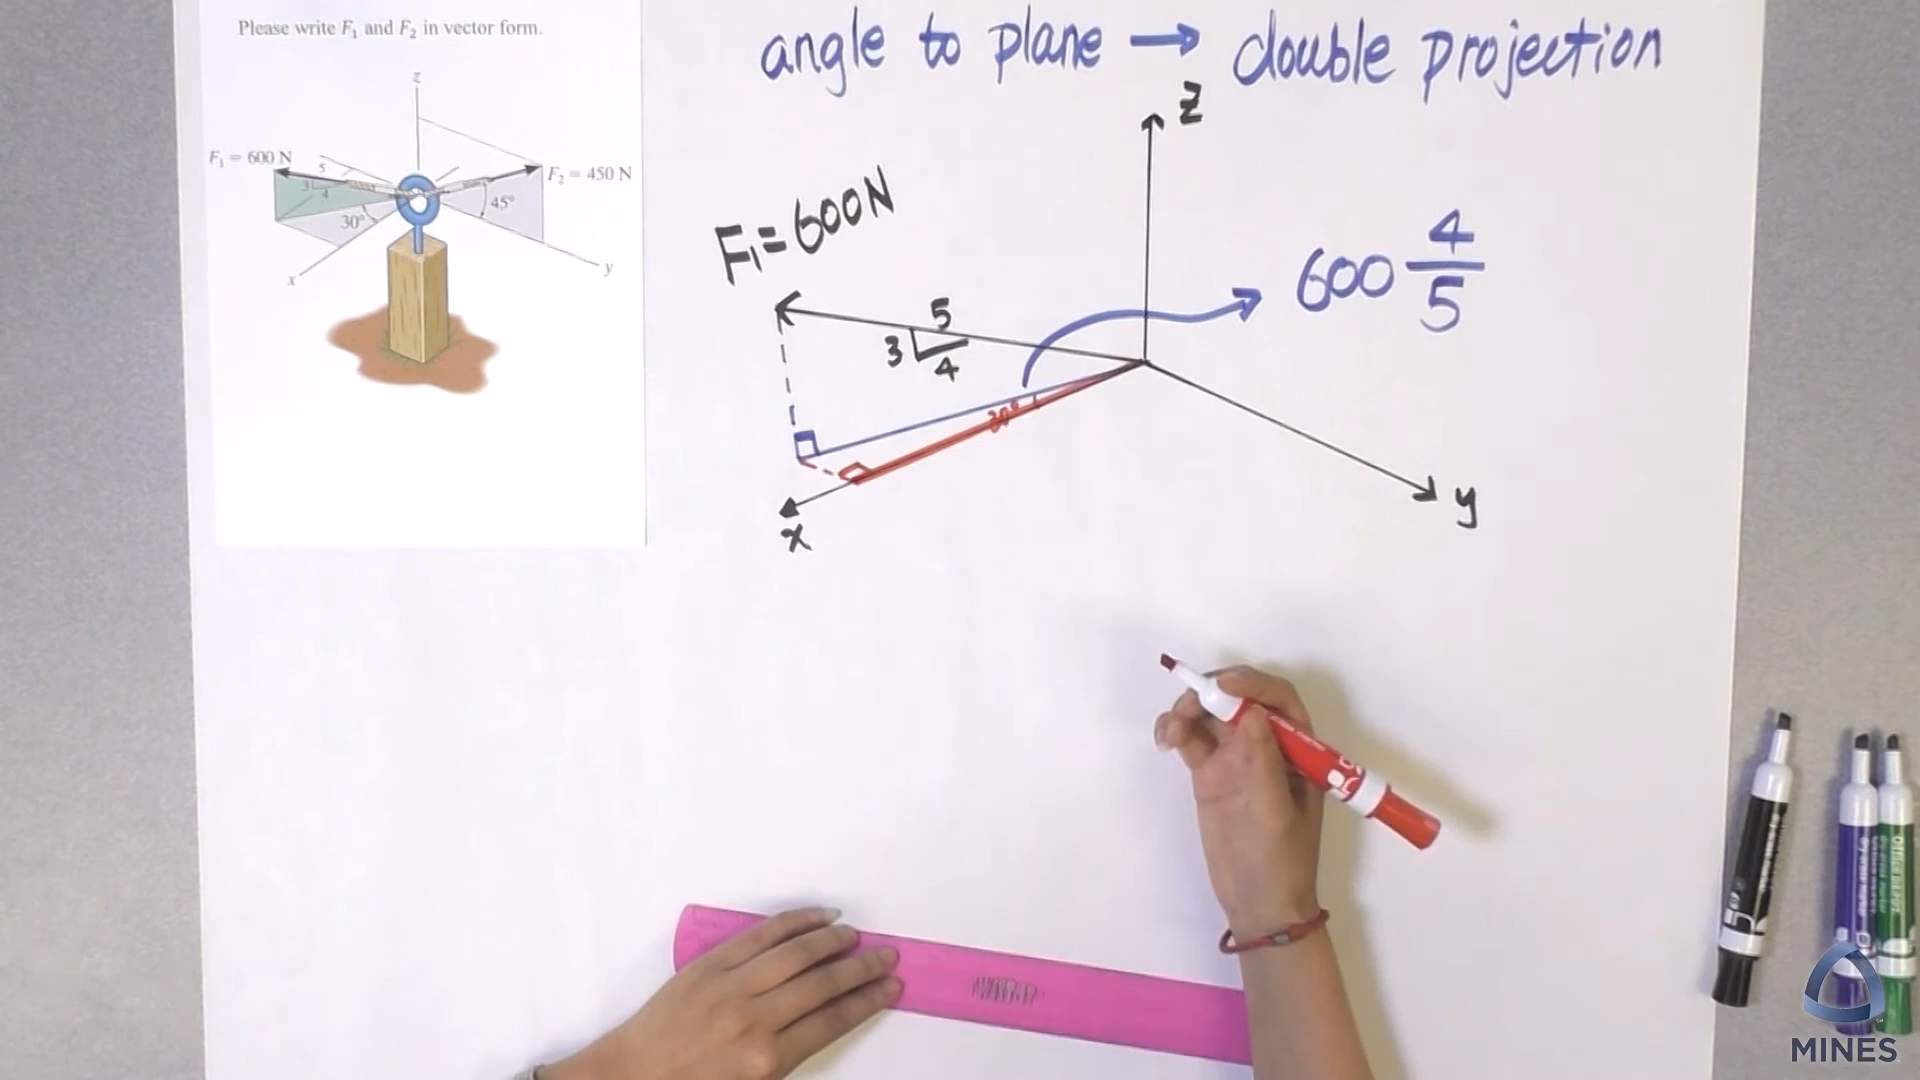 Please write F₁ and F₂ in vector form.
z
F₁ = 600 N
5
3
4
30°
F₂ = 450 N
45°
x
y
angle to plane → double projection
z
F₁ = 600N
5
3
4
30°
600 4/5
x
y
MINES